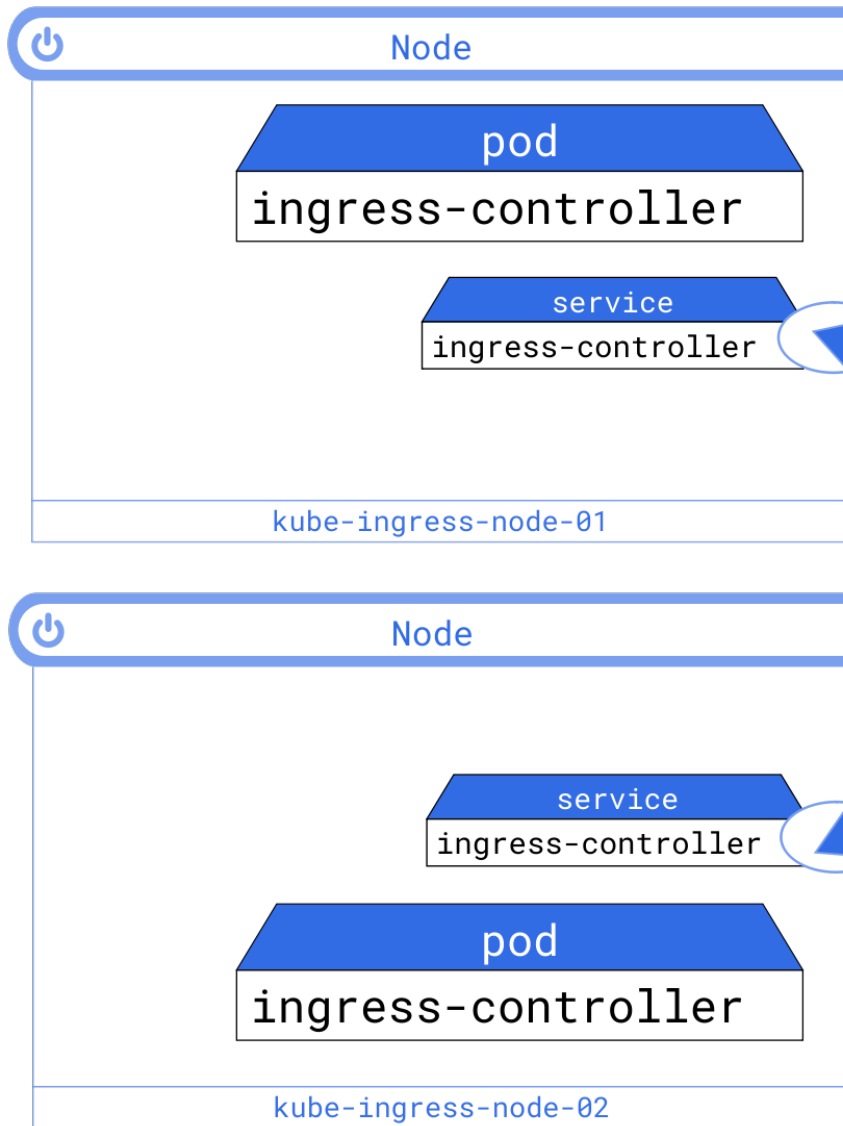 Node
pod
ingress-controller
service
ingress-controller
kube-ingress-node-01
Node
service
ingress-controller
pod
ingress-controller
kube-ingress-node-02